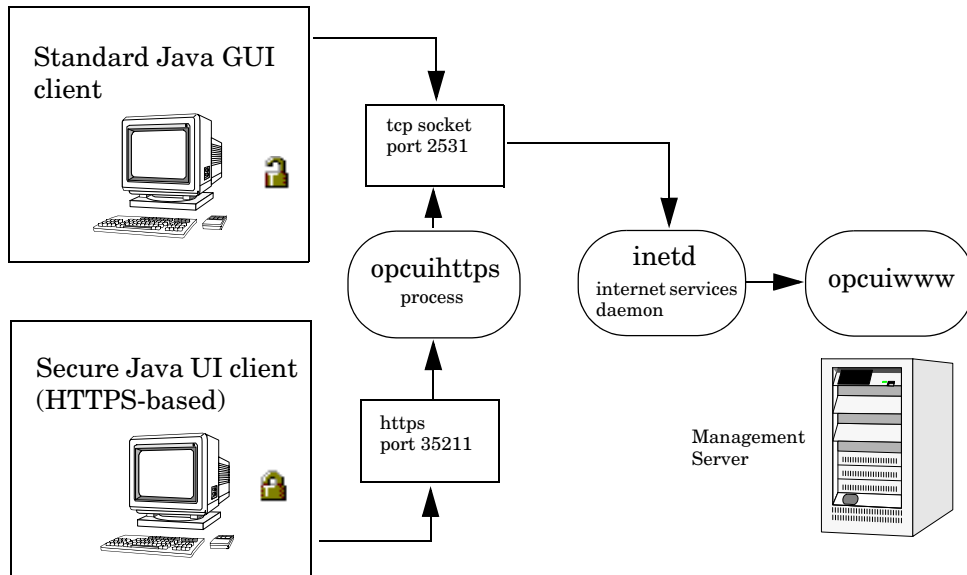 Standard Java GUI
client
tcp socket
port 2531
opcuihttps
process
inetd
internet services
daemon
opcuiwww
Secure Java UI client
(HTTPS-based)
https
port 35211
Management
Server